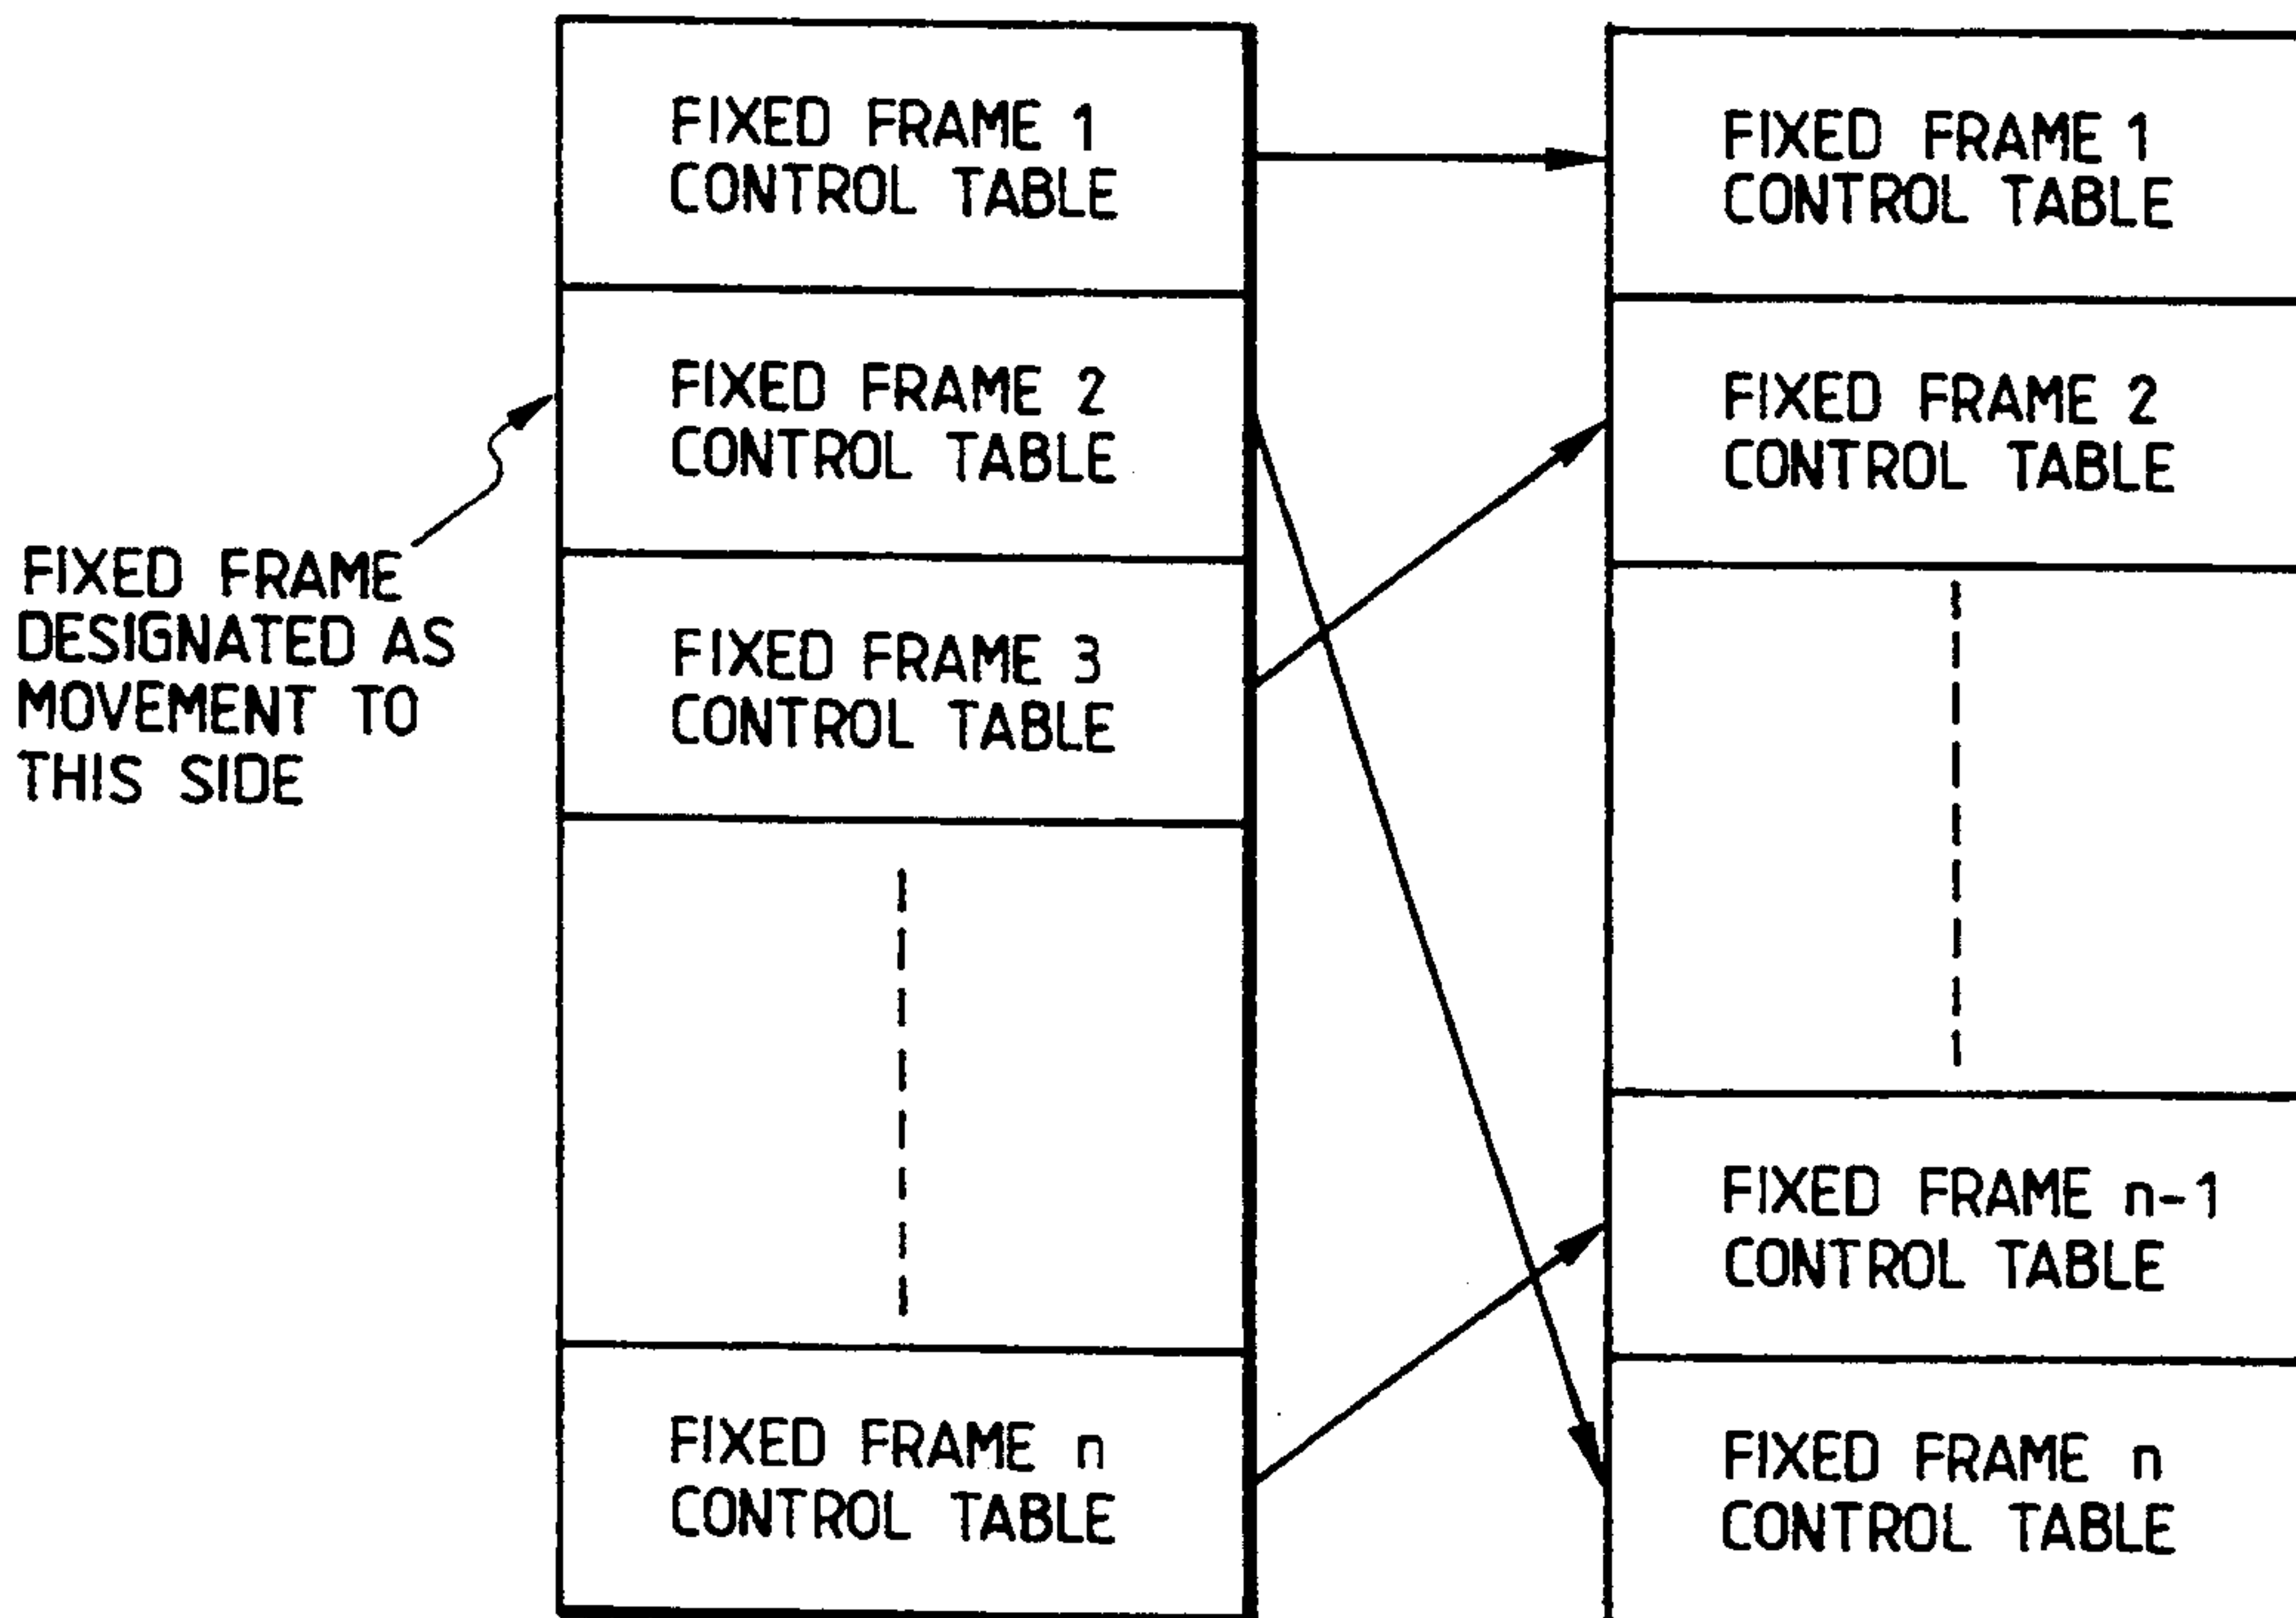 FIXED FRAME
DESIGNATED AS
MOVEMENT TO
THIS SIDE
FIXED FRAME 1
CONTROL TABLE
FIXED FRAME 2
CONTROL TABLE
FIXED FRAME 3
CONTROL TABLE
FIXED FRAME n
CONTROL TABLE
FIXED FRAME 1
CONTROL TABLE
FIXED FRAME 2
CONTROL TABLE
FIXED FRAME n-1
CONTROL TABLE
FIXED FRAME n
CONTROL TABLE